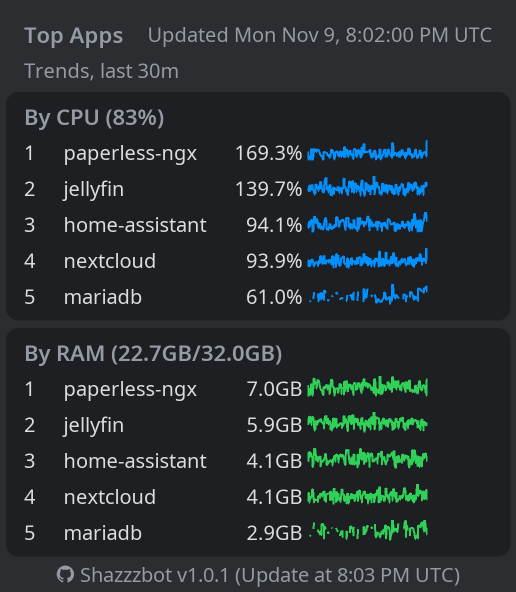 Top Apps Updated Mon Nov 9, 8:02:00 PM UTC
Trends, last 30m
By CPU (83%)
1 paperless-ngx 169.3%
2 jellyfin 139.7%
3 home-assistant 94.1%
4 nextcloud 93.9%
5 mariadb 61.0%
By RAM (22.7GB/32.0GB)
1 paperless-ngx 7.0GB
2 jellyfin 5.9GB
3 home-assistant 4.1GB
4 nextcloud 4.1GB
5 mariadb 2.9GB
Shazzzbot v1.0.1 (Update at 8:03 PM UTC)